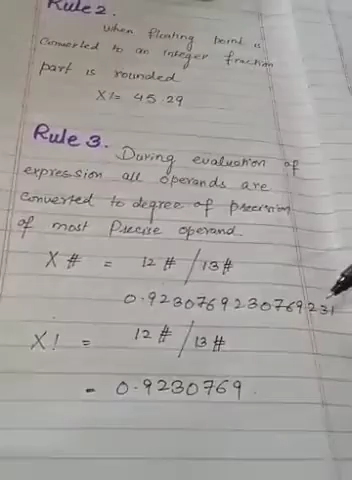 Rule 2.
When floating point is
Converted to an integer fraction
part is rounded
X!= 45.29
Rule 3.
During evaluation of
expression all operands are
converted to degree of precision
of most Precise operand.
X# = 12#/13#
0.9230769230769231
X! = 12#/13#
= 0.9230769.